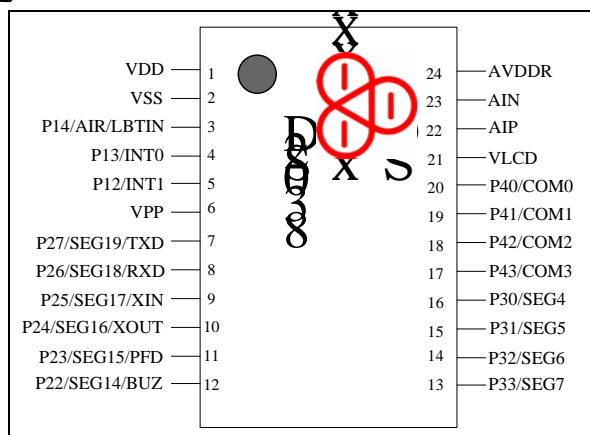 VDD 1 24 AVDDR
VSS 2 23 AIN
P14/AIR/LBTIN 3 22 AIP
P13/INT0 4 21 VLCD
P12/INT1 5 20 P40/COM0
VPP 6 19 P41/COM1
P27/SEG19/TXD 7 18 P42/COM2
P26/SEG18/RXD 8 17 P43/COM3
P25/SEG17/XIN 9 16 P30/SEG4
P24/SEG16/XOUT 10 15 P31/SEG5
P23/SEG15/PFD 11 14 P32/SEG6
P22/SEG14/BUZ 12 13 P33/SEG7